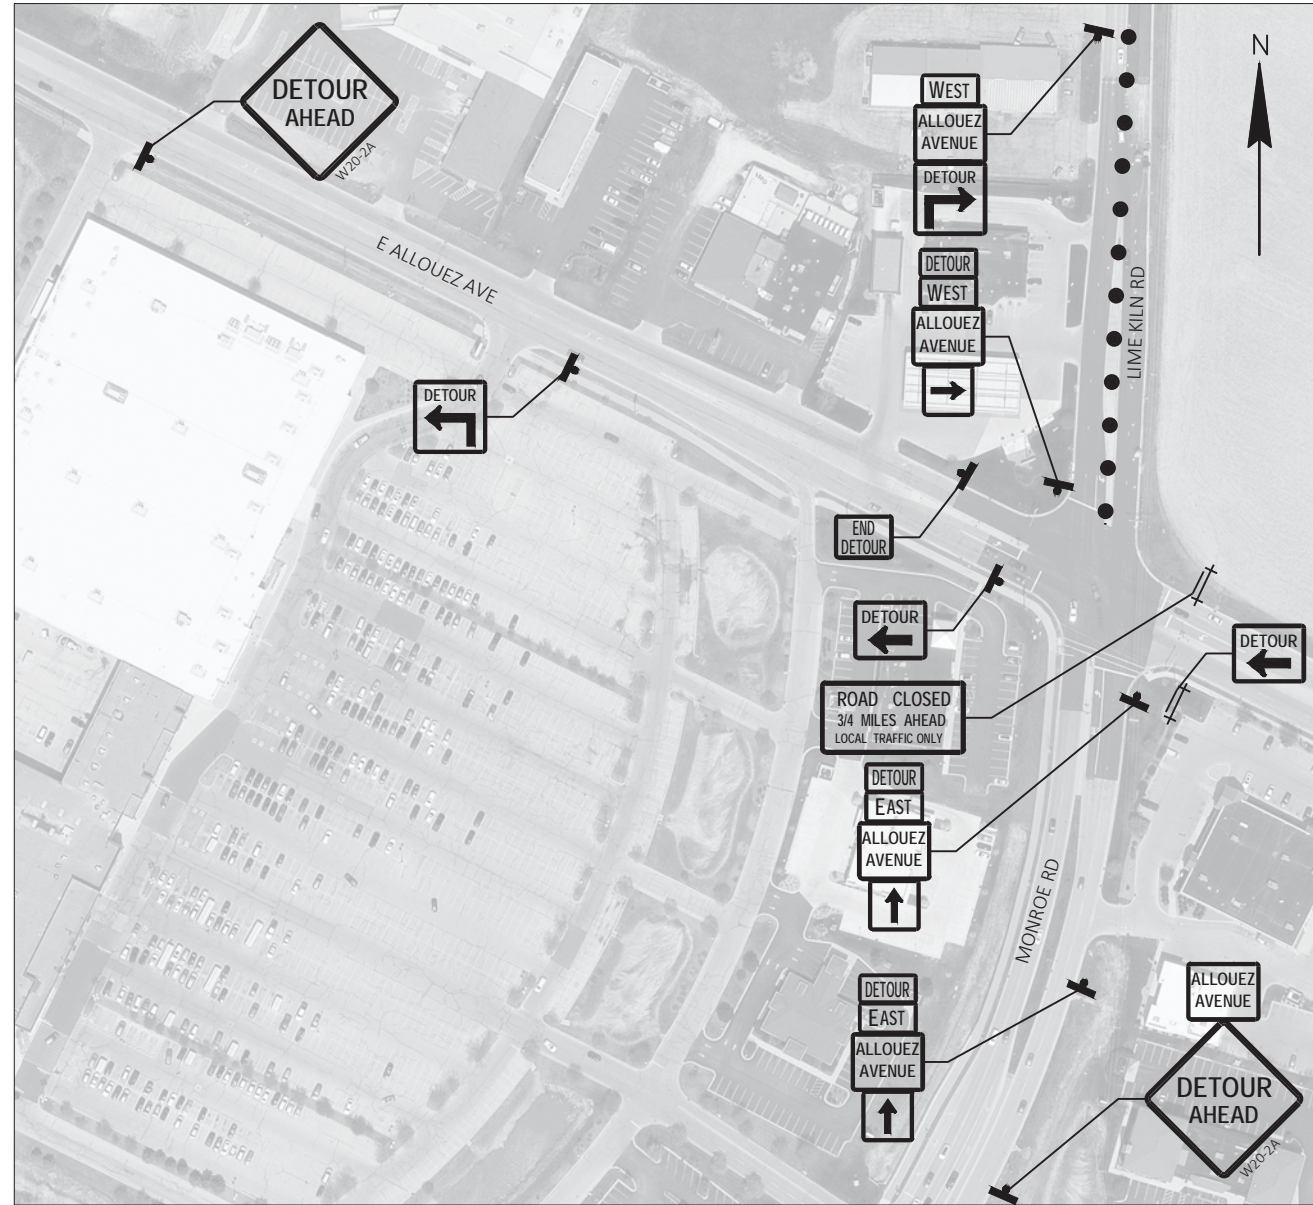 DETOUR
AHEAD
W20-2A
N
WEST
ALLOUEZ
AVENUE
DETOUR
E ALLOUEZ AVE
DETOUR
WEST
ALLOUEZ
AVENUE
LIME KILN RD
DETOUR
END
DETOUR
DETOUR
DETOUR
ROAD CLOSED
3/4 MILES AHEAD
LOCAL TRAFFIC ONLY
DETOUR
EAST
ALLOUEZ
AVENUE
MONROE RD
DETOUR
EAST
ALLOUEZ
AVENUE
ALLOUEZ
AVENUE
DETOUR
AHEAD
W20-2A